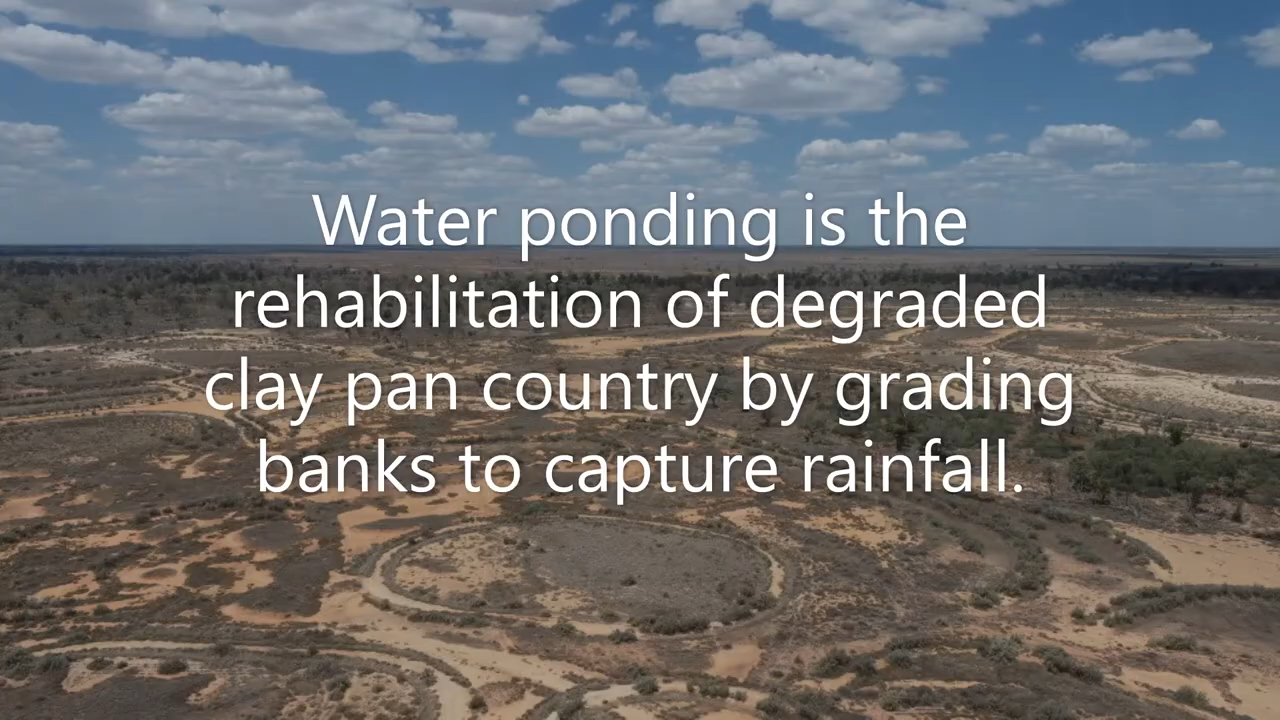 Water ponding is the
rehabilitation of degraded
clay pan country by grading
banks to capture rainfall.